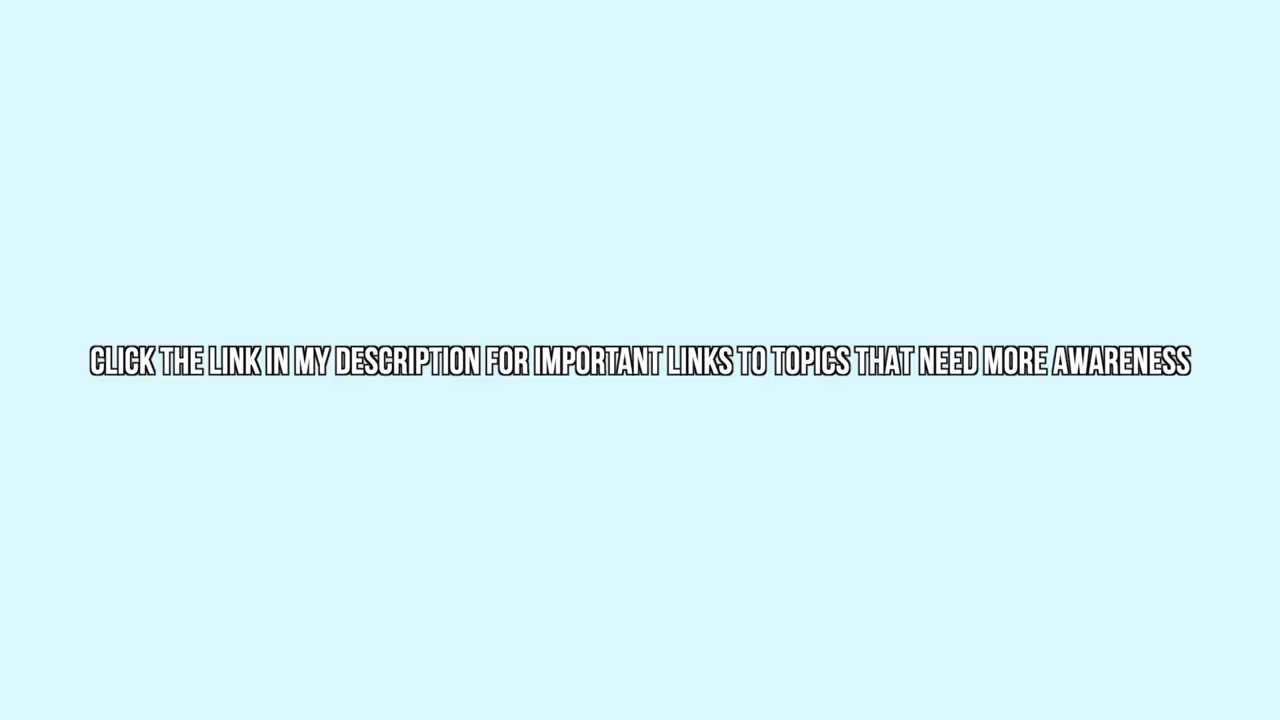 CLICK THE LINK IN MY DESCRIPTION FOR IMPORTANT LINKS TO TOPICS THAT NEED MORE AWARENESS